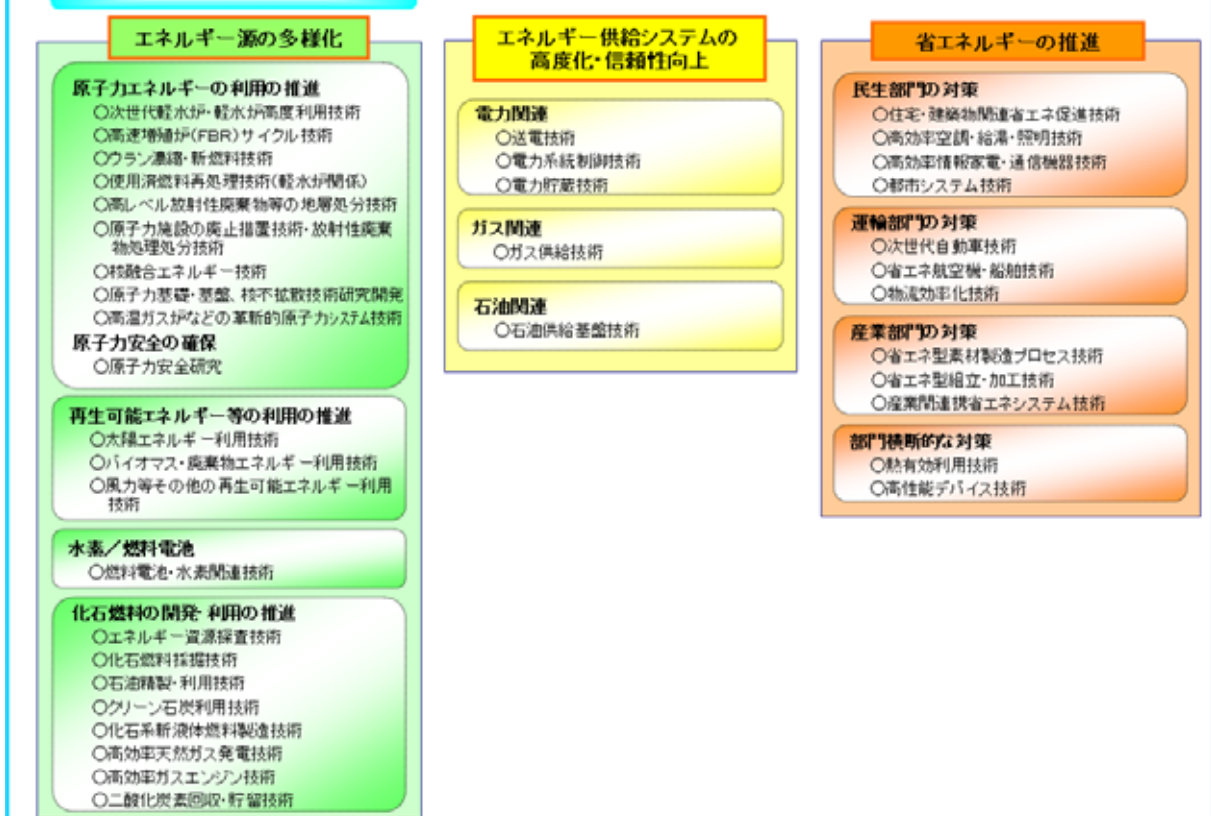 エネルギー源の多様化
原子力エネルギーの利用の推進
○次世代軽水炉・軽水炉高度利用技術
○高速増殖炉(FBR)サイクル技術
○ウラン濃縮・新燃料技術
○使用済燃料再処理技術(軽水炉関係)
○高レベル放射性廃棄物等の地層処分技術
○原子力施設の廃止措置技術・放射性廃棄
物処理処分技術
○核融合エネルギー技術
○原子力基礎・基盤、核不拡散技術研究開発
○高温ガス炉などの革新的原子力システム技術
原子力安全の確保
○原子力安全研究
再生可能エネルギー等の利用の推進
○太陽エネルギー利用技術
○バイオマス・廃棄物エネルギー利用技術
○風力等その他の再生可能エネルギー利用
技術
水素／燃料電池
○燃料電池・水素関連技術
化石燃料の開発・利用の推進
○エネルギー資源探査技術
○化石燃料採掘技術
○石油精製・利用技術
○クリーン石炭利用技術
○化石系新液体燃料製造技術
○高効率天然ガス発電技術
○高効率ガスエンジン技術
○二酸化炭素回収・貯留技術
エネルギー供給システムの
高度化・信頼性向上
電力関連
○送電技術
○電力系統制御技術
○電力貯蔵技術
ガス関連
○ガス供給技術
石油関連
○石油供給基盤技術
省エネルギーの推進
民生部門の対策
○住宅・建築物関連省エネ促進技術
○高効率空調・給湯・照明技術
○高効率情報家電・通信機器技術
○都市システム技術
運輸部門の対策
○次世代自動車技術
○省エネ航空機・船舶技術
○物流効率化技術
産業部門の対策
○省エネ型素材製造プロセス技術
○省エネ型組立・加工技術
○産業間連携省エネシステム技術
部門横断的な対策
○熱有効利用技術
○高性能デバイス技術